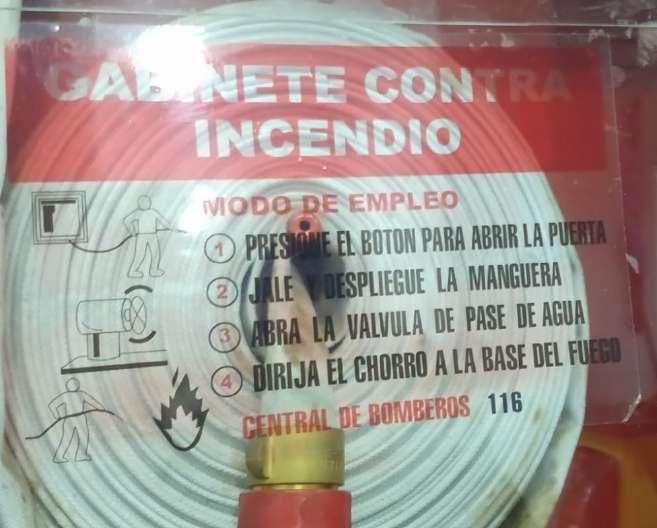 GABINETE CONTRA
INCENDIO
MODO DE EMPLEO
1 PRESIONE EL BOTON PARA ABRIR LA PUERTA
2 JALE Y DESPLIEGUE LA MANGUERA
3 ABRA LA VALVULA DE PASE DE AGUA
4 DIRIJA EL CHORRO A LA BASE DEL FUEGO
CENTRAL DE BOMBEROS 116